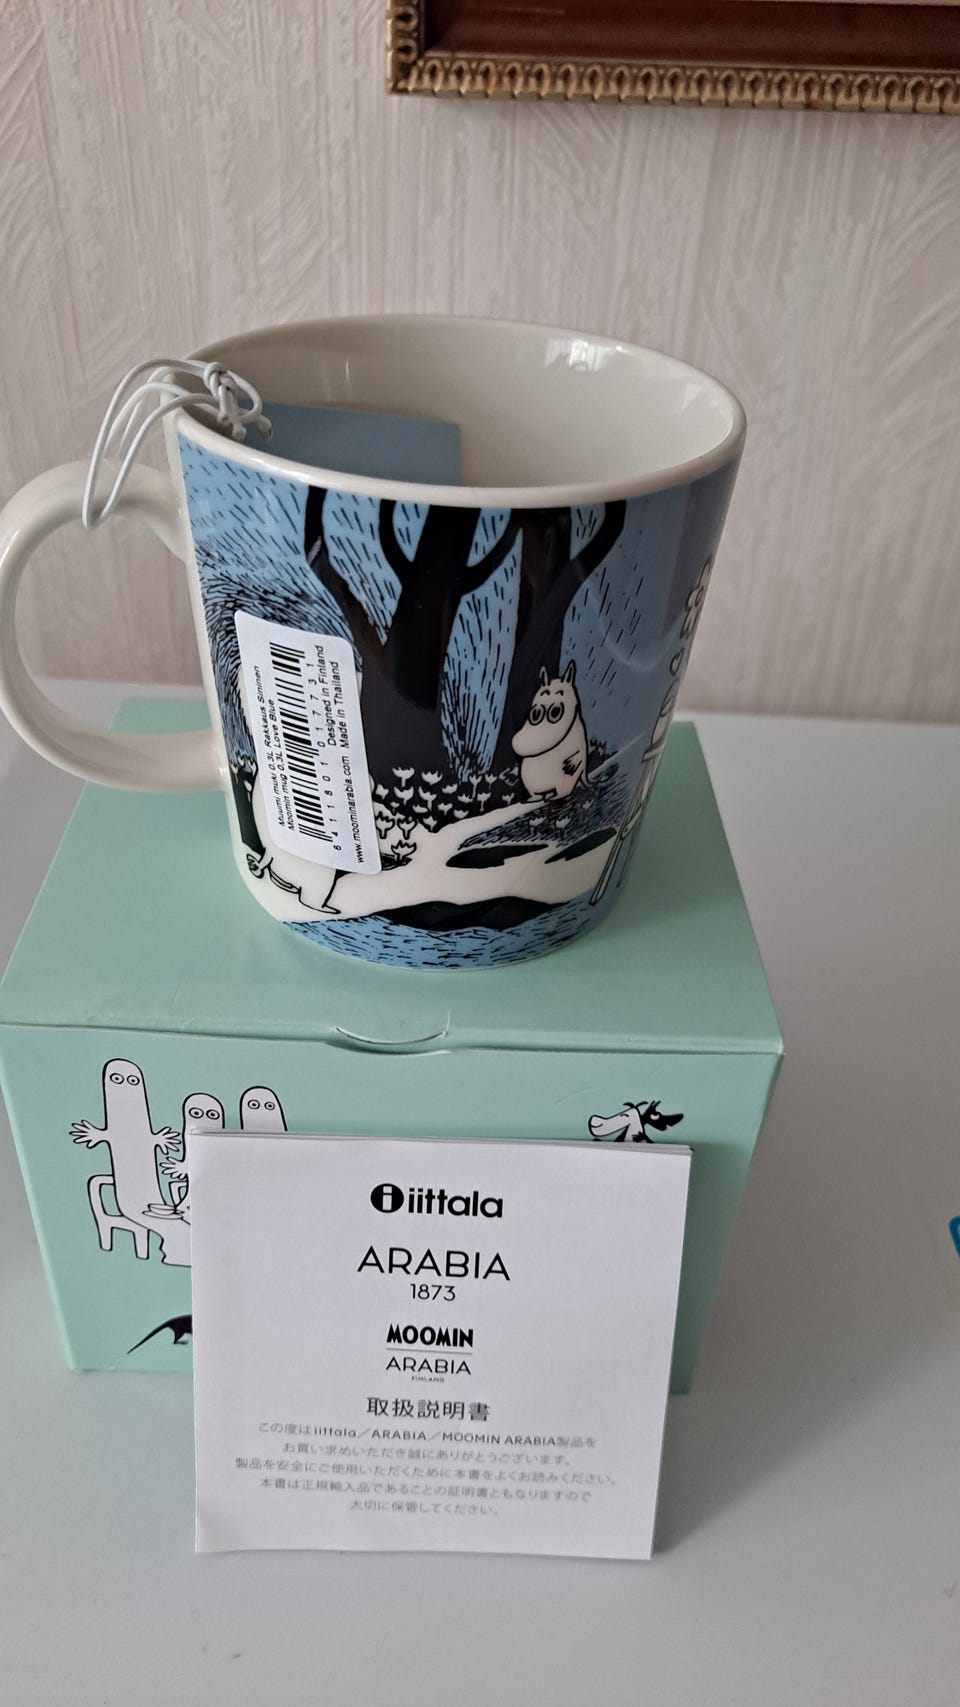 Muumi muki 0,3L Rakkaus Sininen
Moomin mug 0,3L Love Blue
6 411801 017731
Designed in Finland
www.moominarabia.com Made in Thailand
iittala
ARABIA
1873
MOOMIN
ARABIA
FINLAND
取扱説明書
この度はiittala／ARABIA／MOOMIN ARABIA製品を
お買い求めいただき誠にありがとうございます。
製品を安全にご使用いただくために本書をよくお読みください。
本書は正規輸入品であることの証明書ともなりますので
大切に保管してください。